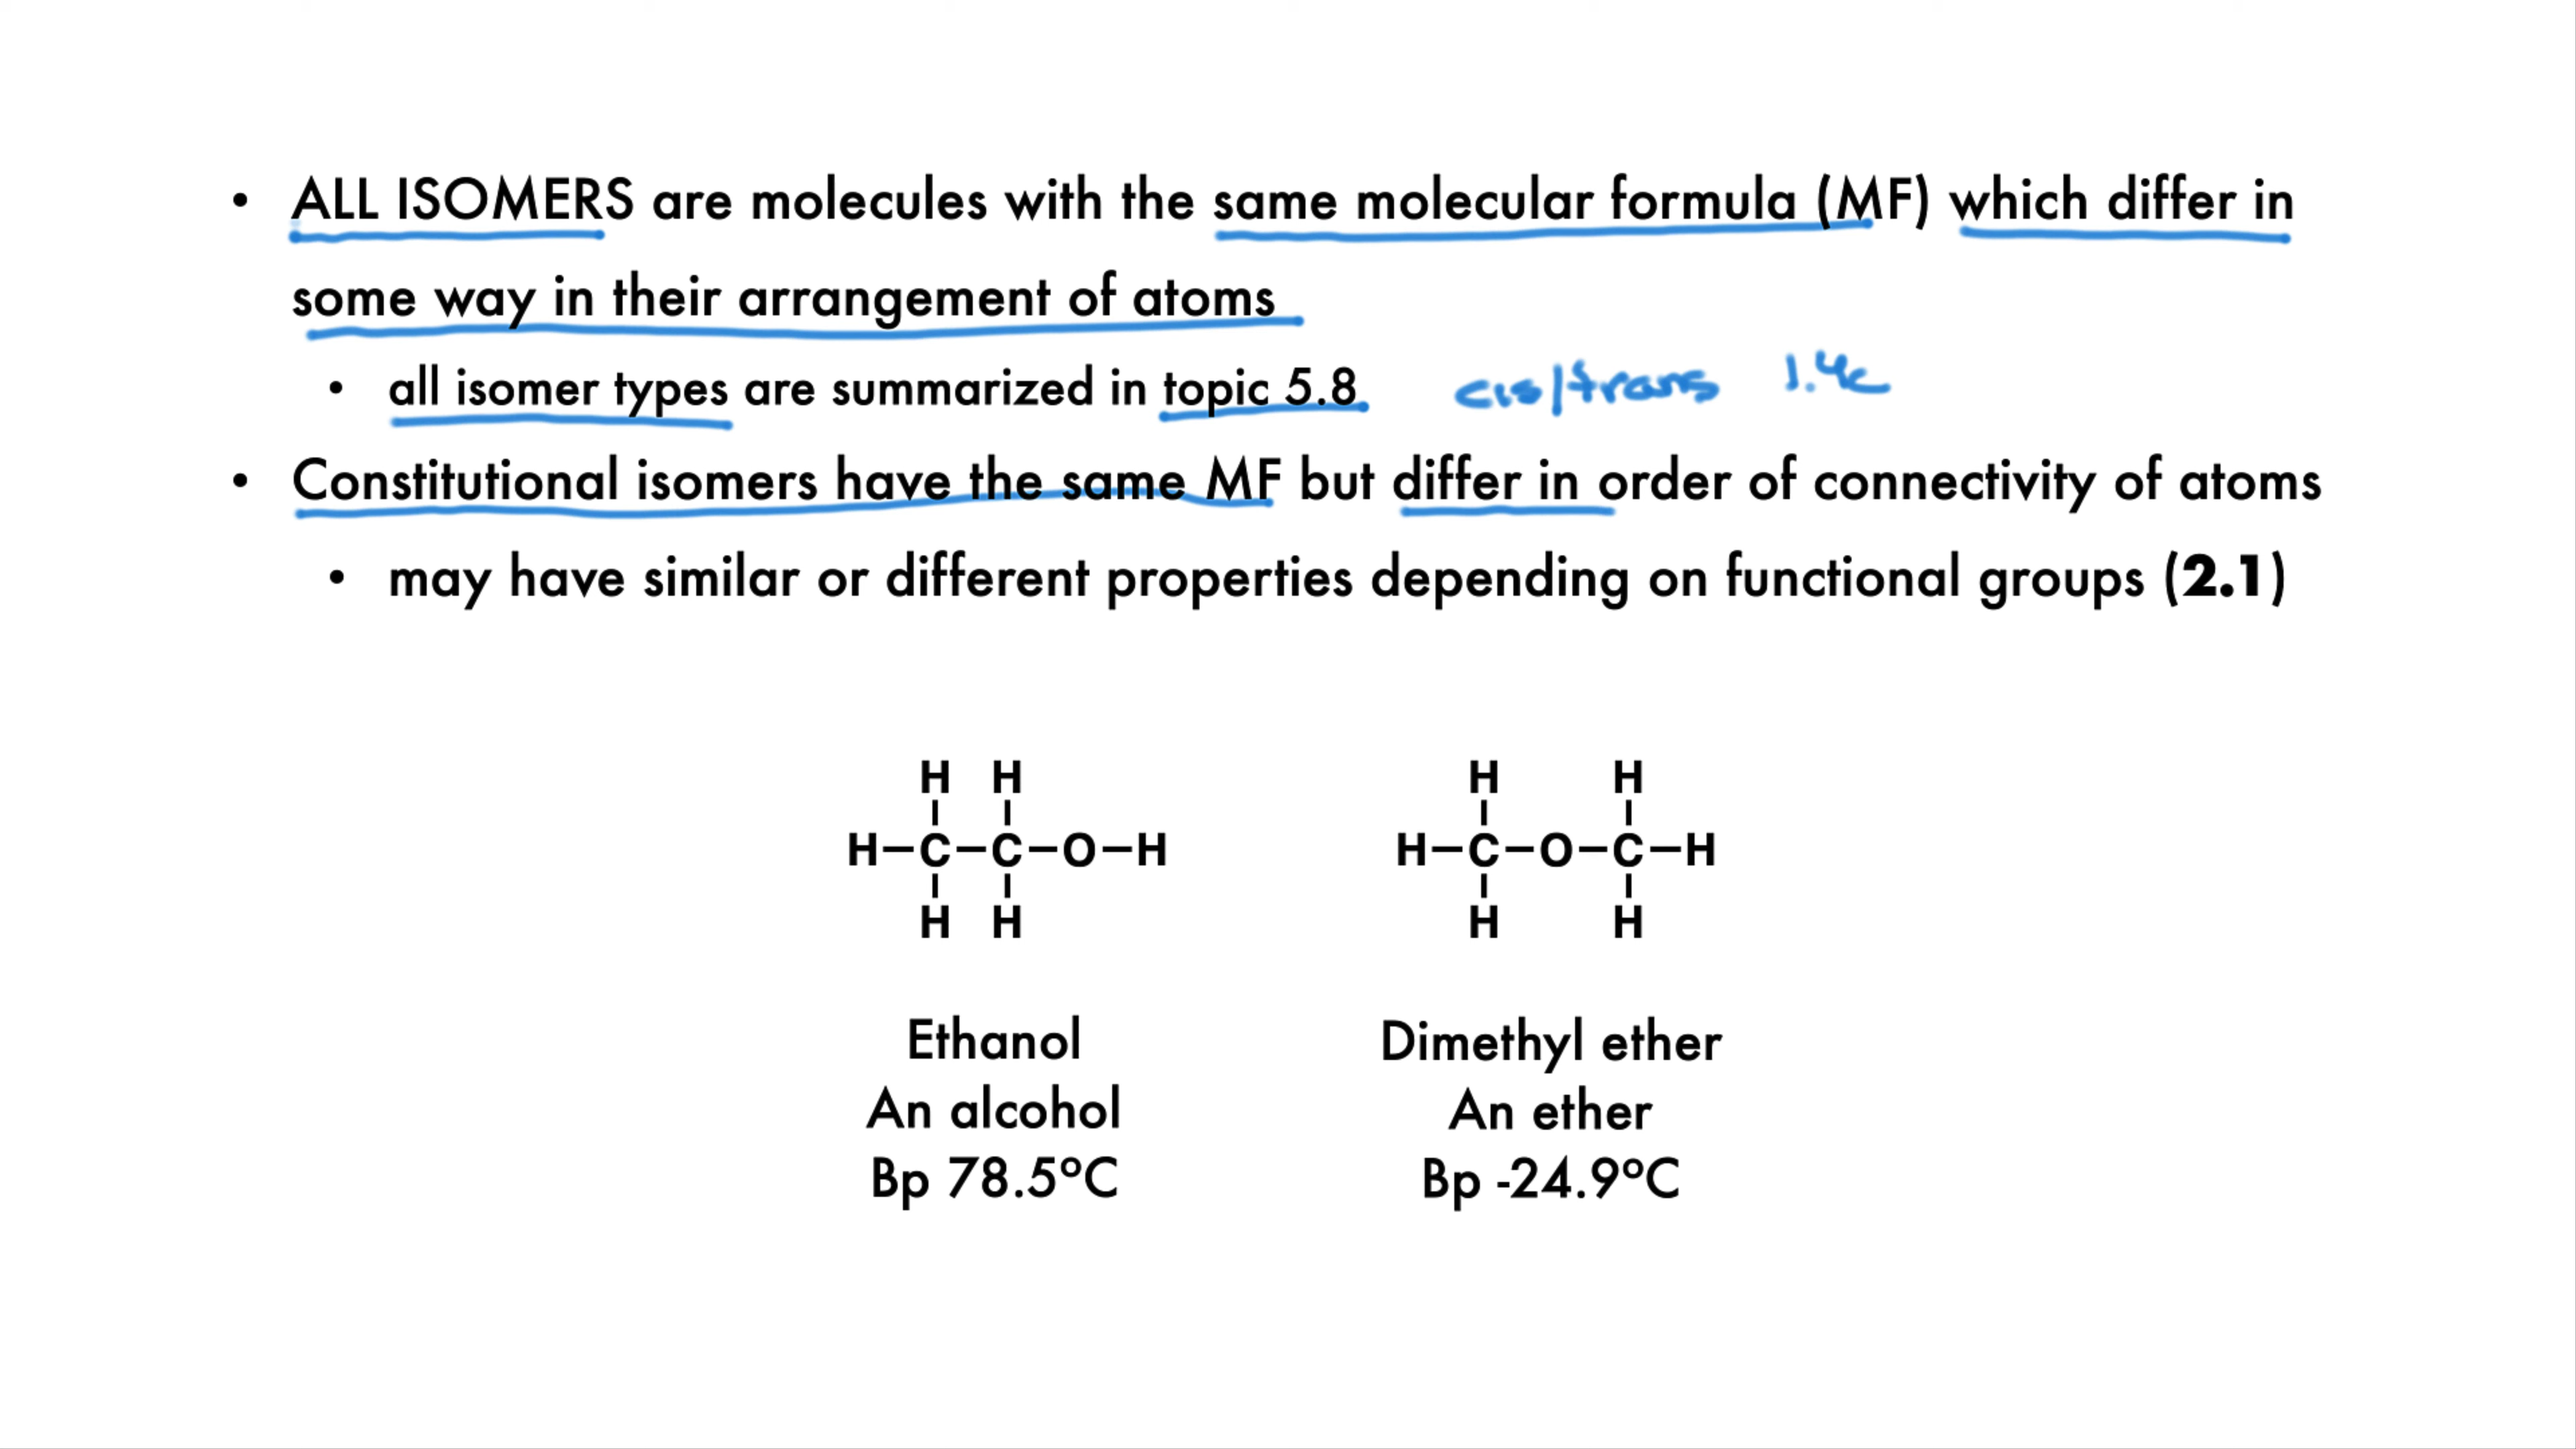 • ALL ISOMERS are molecules with the same molecular formula (MF) which differ in
some way in their arrangement of atoms
• all isomer types are summarized in topic 5.8 cis/trans 1.4c
• Constitutional isomers have the same MF but differ in order of connectivity of atoms
• may have similar or different properties depending on functional groups (2.1)
H H H H
H–C–C–O–H H–C–O–C–H
H H H H
Ethanol Dimethyl ether
An alcohol An ether
Bp 78.5°C Bp -24.9°C